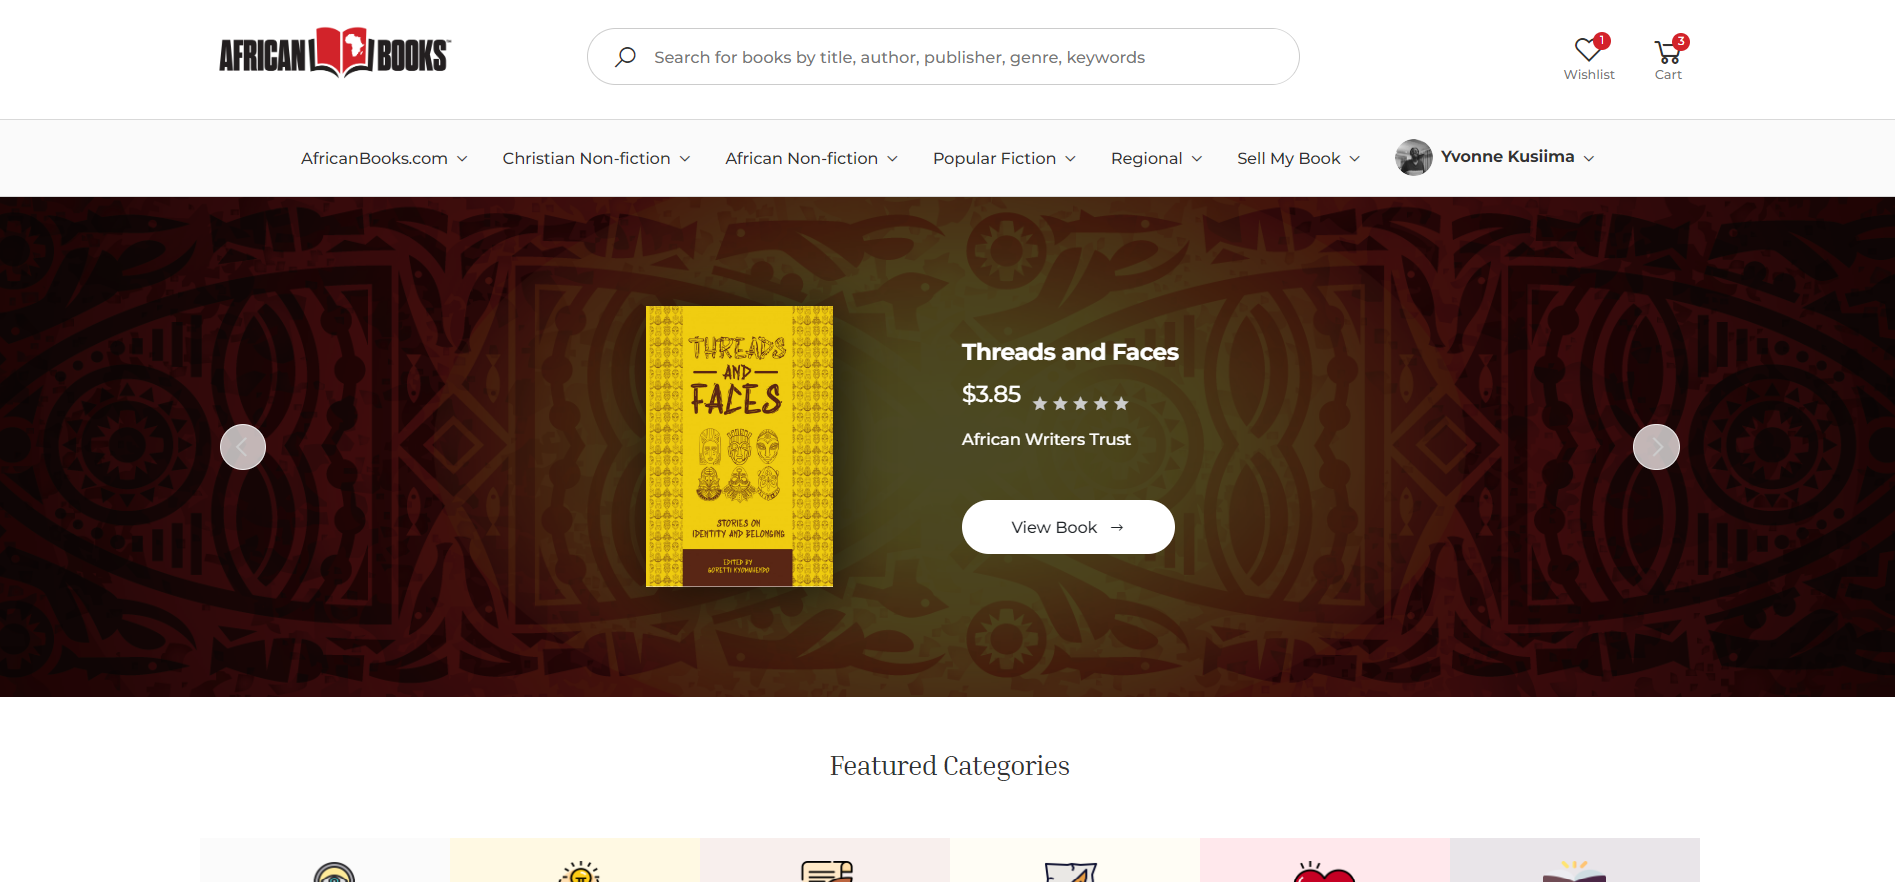 AFRICAN BOOKS
Search for books by title, author, publisher, genre, keywords
1
Wishlist
3
Cart
AfricanBooks.com
Christian Non-fiction
African Non-fiction
Popular Fiction
Regional
Sell My Book
Yvonne Kusiima
THREADS
AND
FACES
STORIES ON
IDENTITY AND BELONGING
EDITED BY
GORETTI KYOMUHENDO
Threads and Faces
$3.85
African Writers Trust
View Book →
Featured Categories